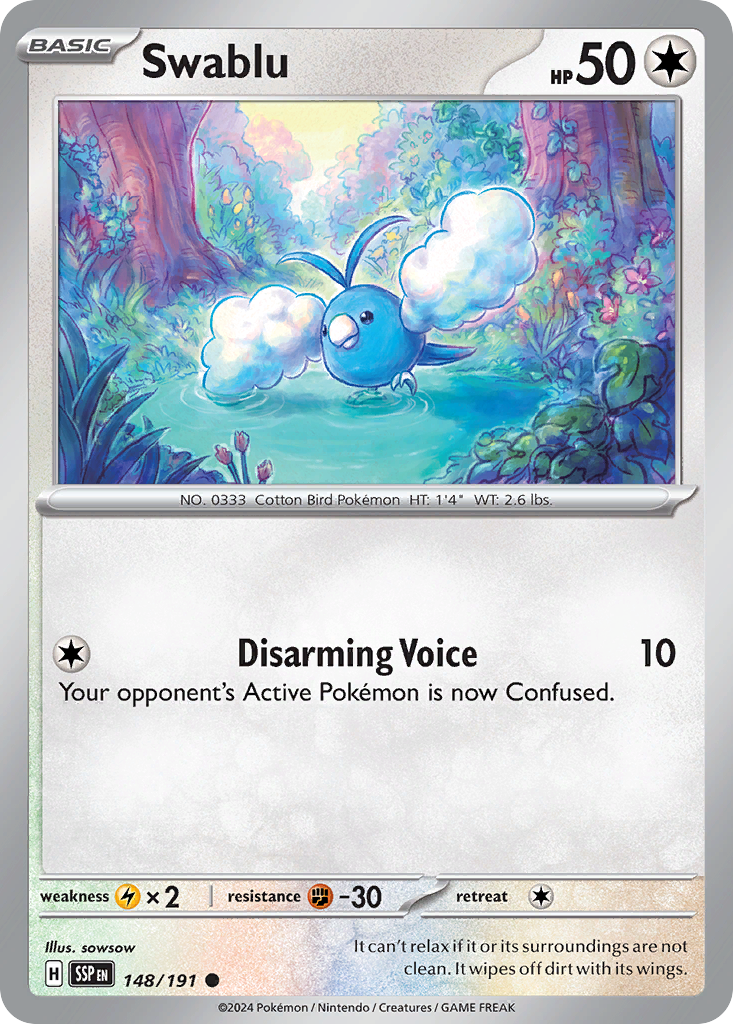 BASIC
Swablu
HP 50
NO. 0333 Cotton Bird Pokémon HT: 1'4" WT: 2.6 lbs.
Disarming Voice 10
Your opponent's Active Pokémon is now Confused.
weakness ×2 resistance -30 retreat
Illus. sowsow
It can't relax if it or its surroundings are not
clean. It wipes off dirt with its wings.
H SSP EN 148/191
©2024 Pokémon / Nintendo / Creatures / GAME FREAK